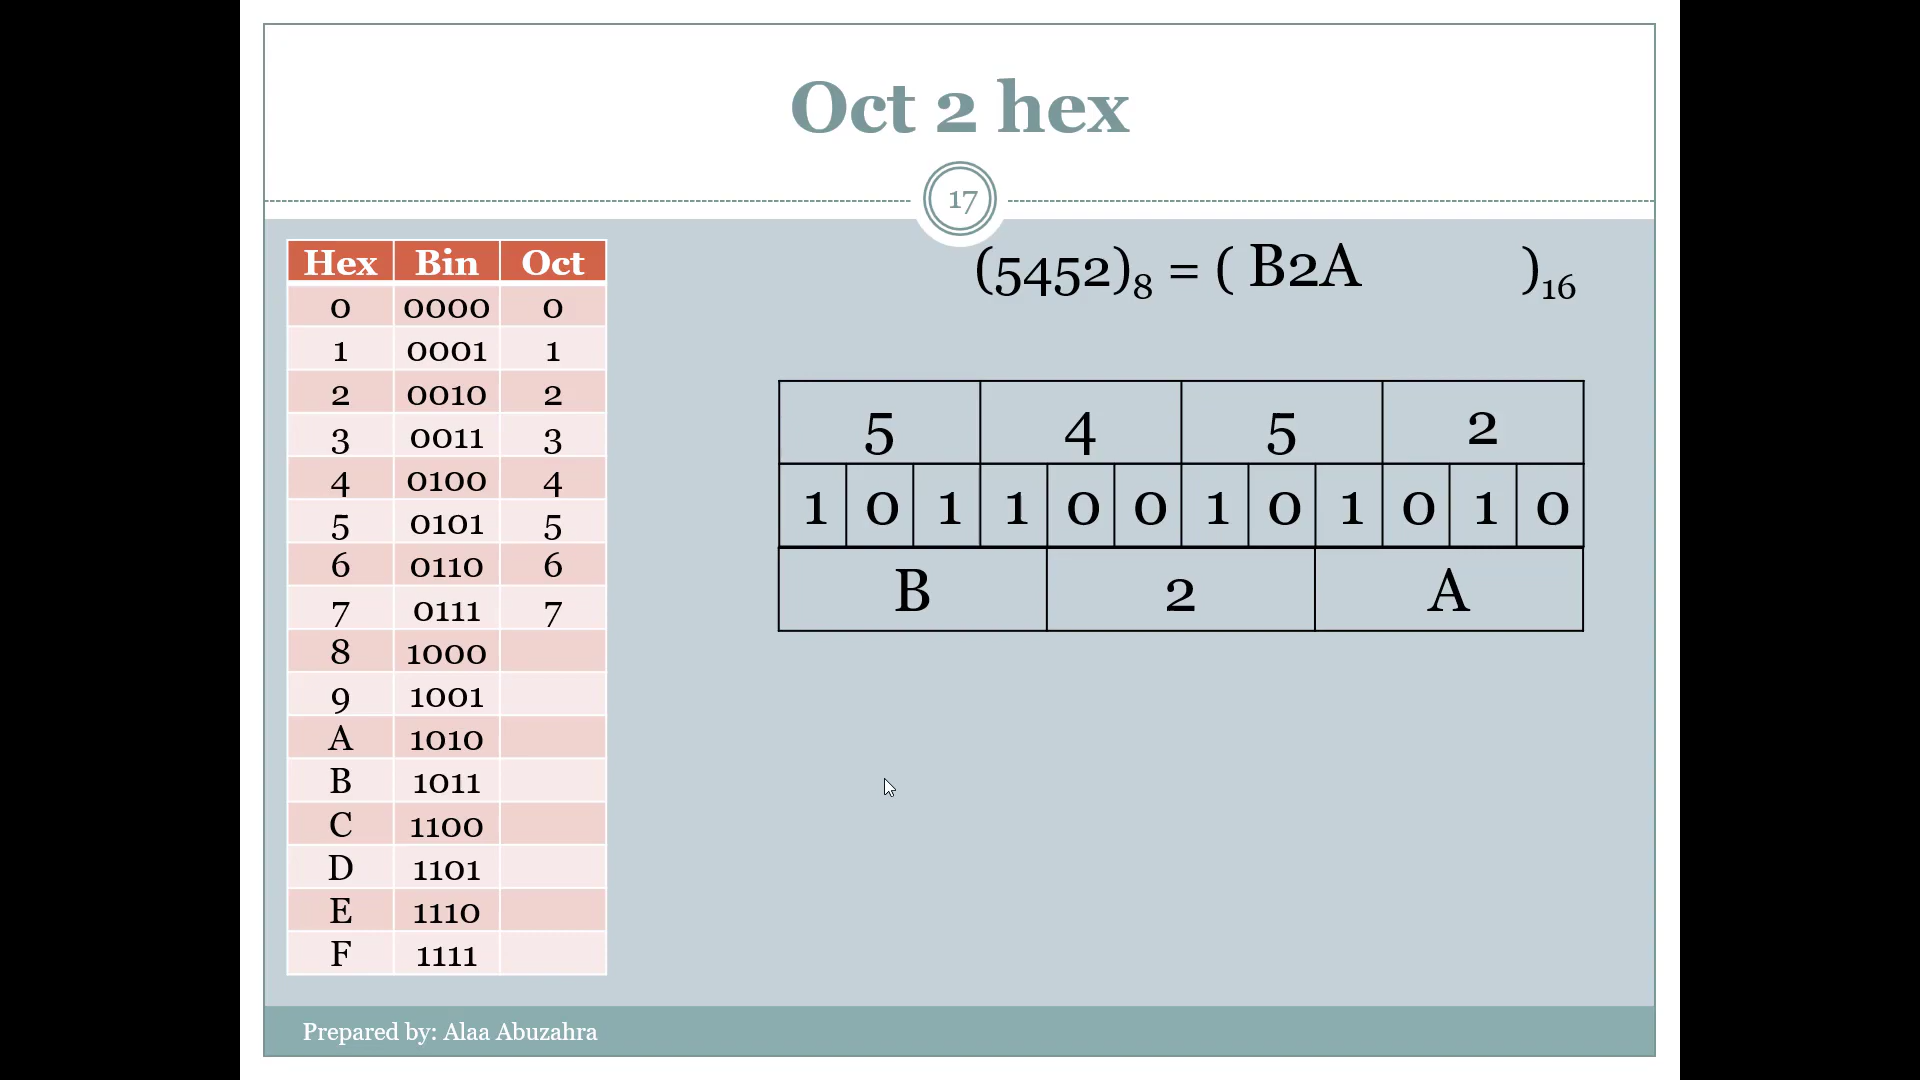 Oct 2 hex
17
Hex Bin Oct
0 0000 0
1 0001 1
2 0010 2
3 0011 3
4 0100 4
5 0101 5
6 0110 6
7 0111 7
8 1000
9 1001
A 1010
B 1011
C 1100
D 1101
E 1110
F 1111
(5452)₈ = ( B2A )₁₆
5 4 5 2
1 0 1 1 0 0 1 0 1 0 1 0
B 2 A
Prepared by: Alaa Abuzahra